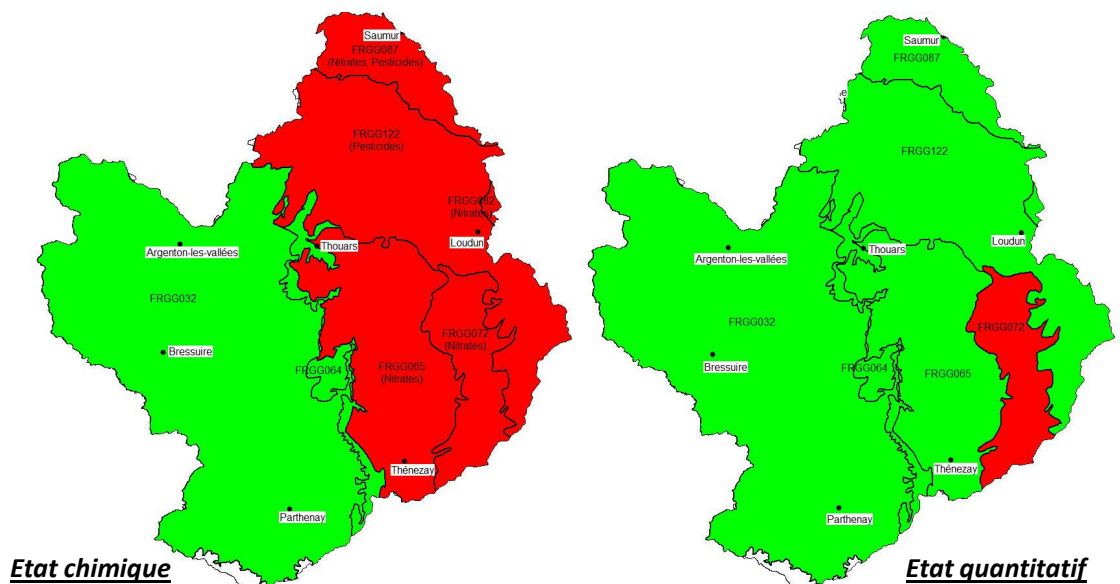 Saumur
FRGG087
(Nitrates, Pesticides)
FRGG122
(Pesticides)
FRGG082
(Nitrates)
Loudun
Thouars
Argenton-les-vallées
FRGG032
Bressuire
FRGG072
(Nitrates)
FRGG064
FRGG065
(Nitrates)
Thénezay
Parthenay
Etat chimique
Saumur
FRGG087
e
FRGG122
Loudun
Thouars
Argenton-les-vallées
FRGG032
FRGG072
Bressuire
FRGG064
FRGG065
Thénezay
Parthenay
Etat quantitatif